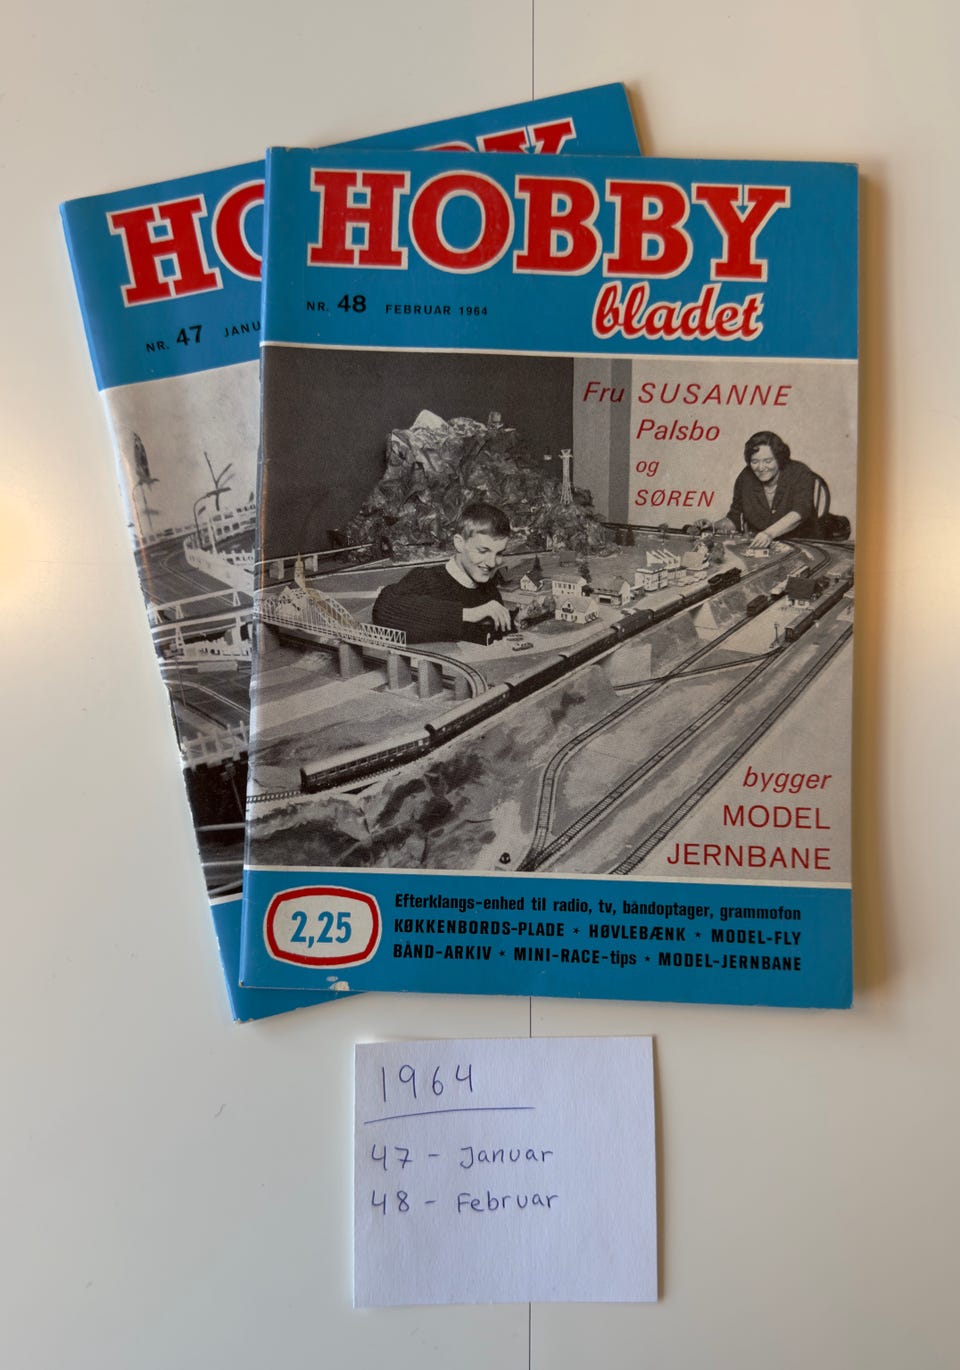 HOBBY
bladet
NR. 48 FEBRUAR 1964
Fru SUSANNE
Palsbo
og
SØREN
bygger
MODEL
JERNBANE
2,25
Efterklangs-enhed til radio, tv, båndoptager, grammofon
KØKKENBORDS-PLADE * HØVLEBÆNK * MODEL-FLY
BÅND-ARKIV * MINI-RACE-tips * MODEL-JERNBANE
NR. 47 JANU
1964
47 - Januar
48 - Februar